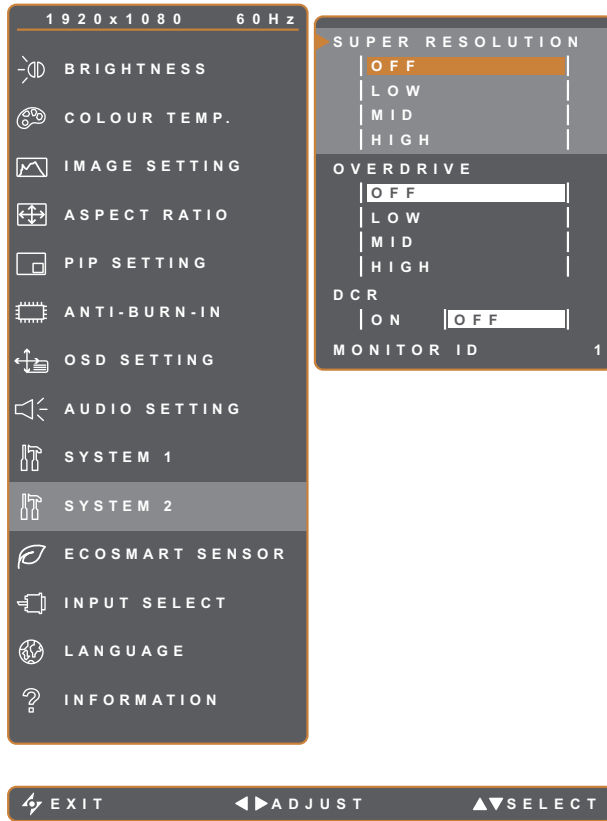 1920x1080 60Hz
BRIGHTNESS
COLOUR TEMP.
IMAGE SETTING
ASPECT RATIO
PIP SETTING
ANTI-BURN-IN
OSD SETTING
AUDIO SETTING
SYSTEM 1
SYSTEM 2
ECOSMART SENSOR
INPUT SELECT
LANGUAGE
INFORMATION
SUPER RESOLUTION
OFF
LOW
MID
HIGH
OVERDRIVE
OFF
LOW
MID
HIGH
DCR
ON OFF
MONITOR ID 1
EXIT ADJUST SELECT